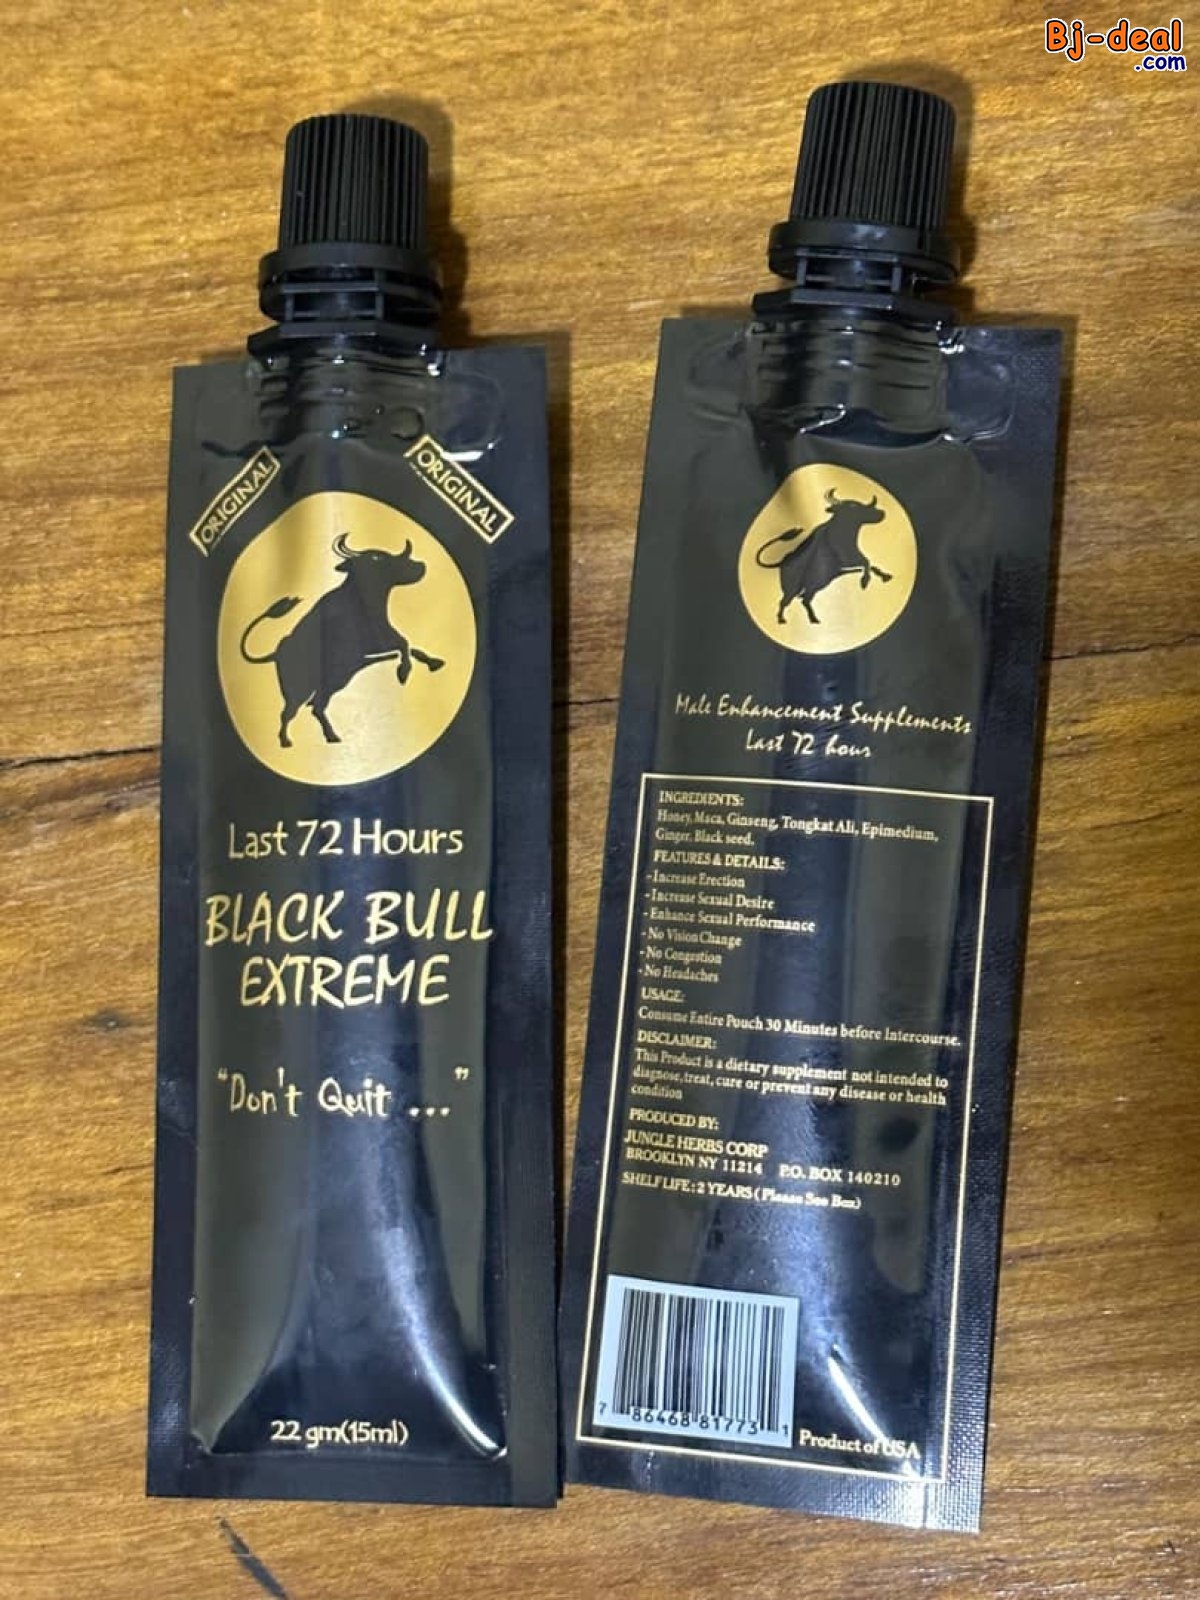 Bj-deal
.com
ORIGINAL
ORIGINAL
Last 72 Hours
BLACK BULL
EXTREME
"Don't Quit ..."
22 gm(15ml)
Male Enhancement Supplements
Last 72 hour
INGREDIENTS:
Honey, Maca, Ginseng, Tongkat Ali, Epimedium,
Ginger, Black seed.
FEATURES & DETAILS:
- Increase Erection
- Increase Sexual Desire
- Enhance Sexual Performance
- No Vision Change
- No Congestion
- No Headaches
USAGE:
Consume Entire Pouch 30 Minutes before Intercourse.
DISCLAIMER:
This Product is a dietary supplement not intended to
diagnose, treat, cure or prevent any disease or health
condition
PRODUCED BY:
JUNGLE HERBS CORP
BROOKLYN NY 11214 P.O. BOX 140210
SHELF LIFE : 2 YEARS ( Please See Box)
7 86468 81773 1
Product of USA